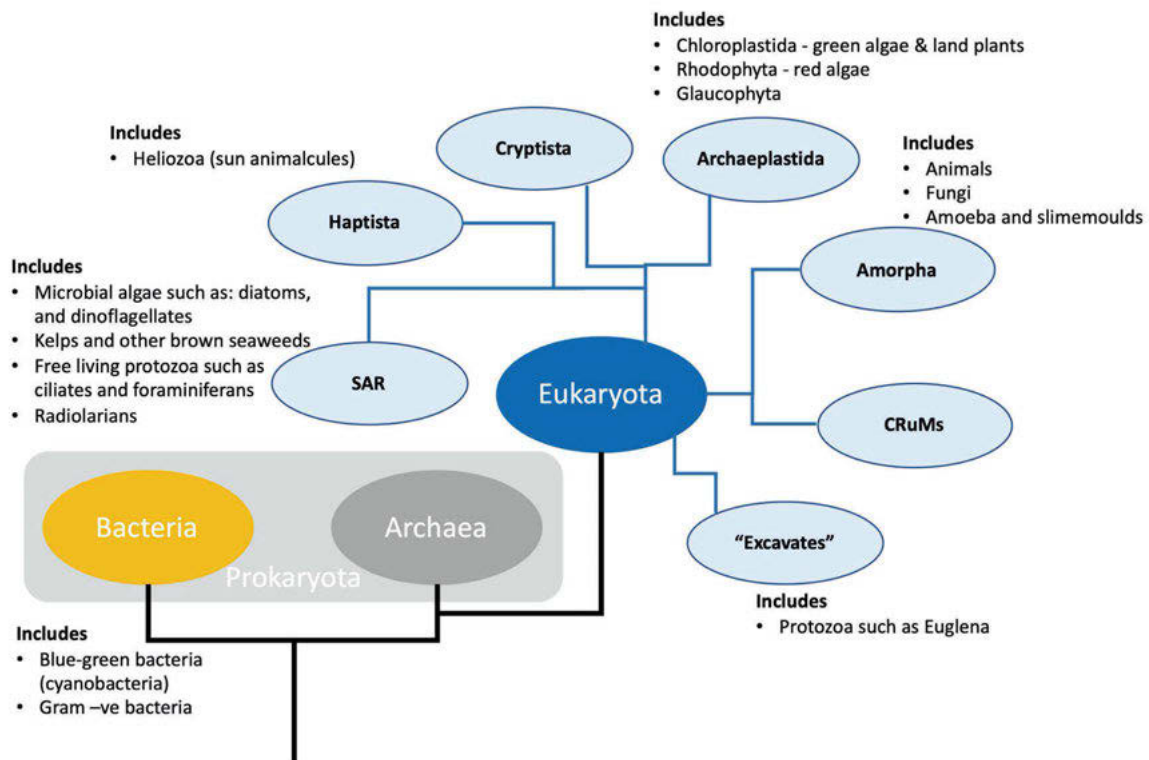 Includes
• Chloroplastida - green algae & land plants
• Rhodophyta - red algae
• Glaucophyta
Includes
• Heliozoa (sun animalcules)
Cryptista
Archaeplastida
Includes
• Animals
• Fungi
• Amoeba and slimemoulds
Haptista
Amorpha
Includes
• Microbial algae such as: diatoms,
and dinoflagellates
• Kelps and other brown seaweeds
• Free living protozoa such as
ciliates and foraminiferans
• Radiolarians
SAR
Eukaryota
CRuMs
Bacteria
Archaea
Prokaryota
“Excavates”
Includes
• Protozoa such as Euglena
Includes
• Blue-green bacteria
(cyanobacteria)
• Gram –ve bacteria